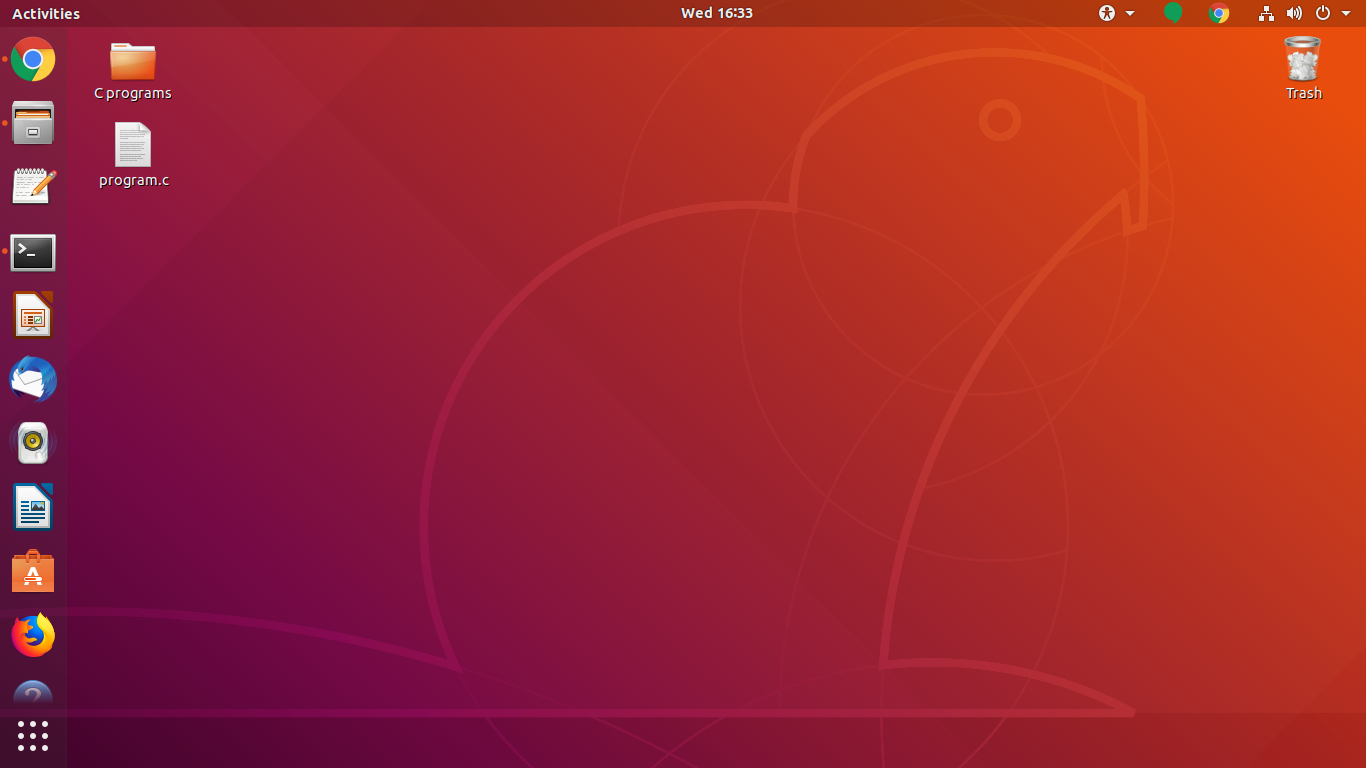 Activities
Wed 16:33
C programs
Trash
program.c